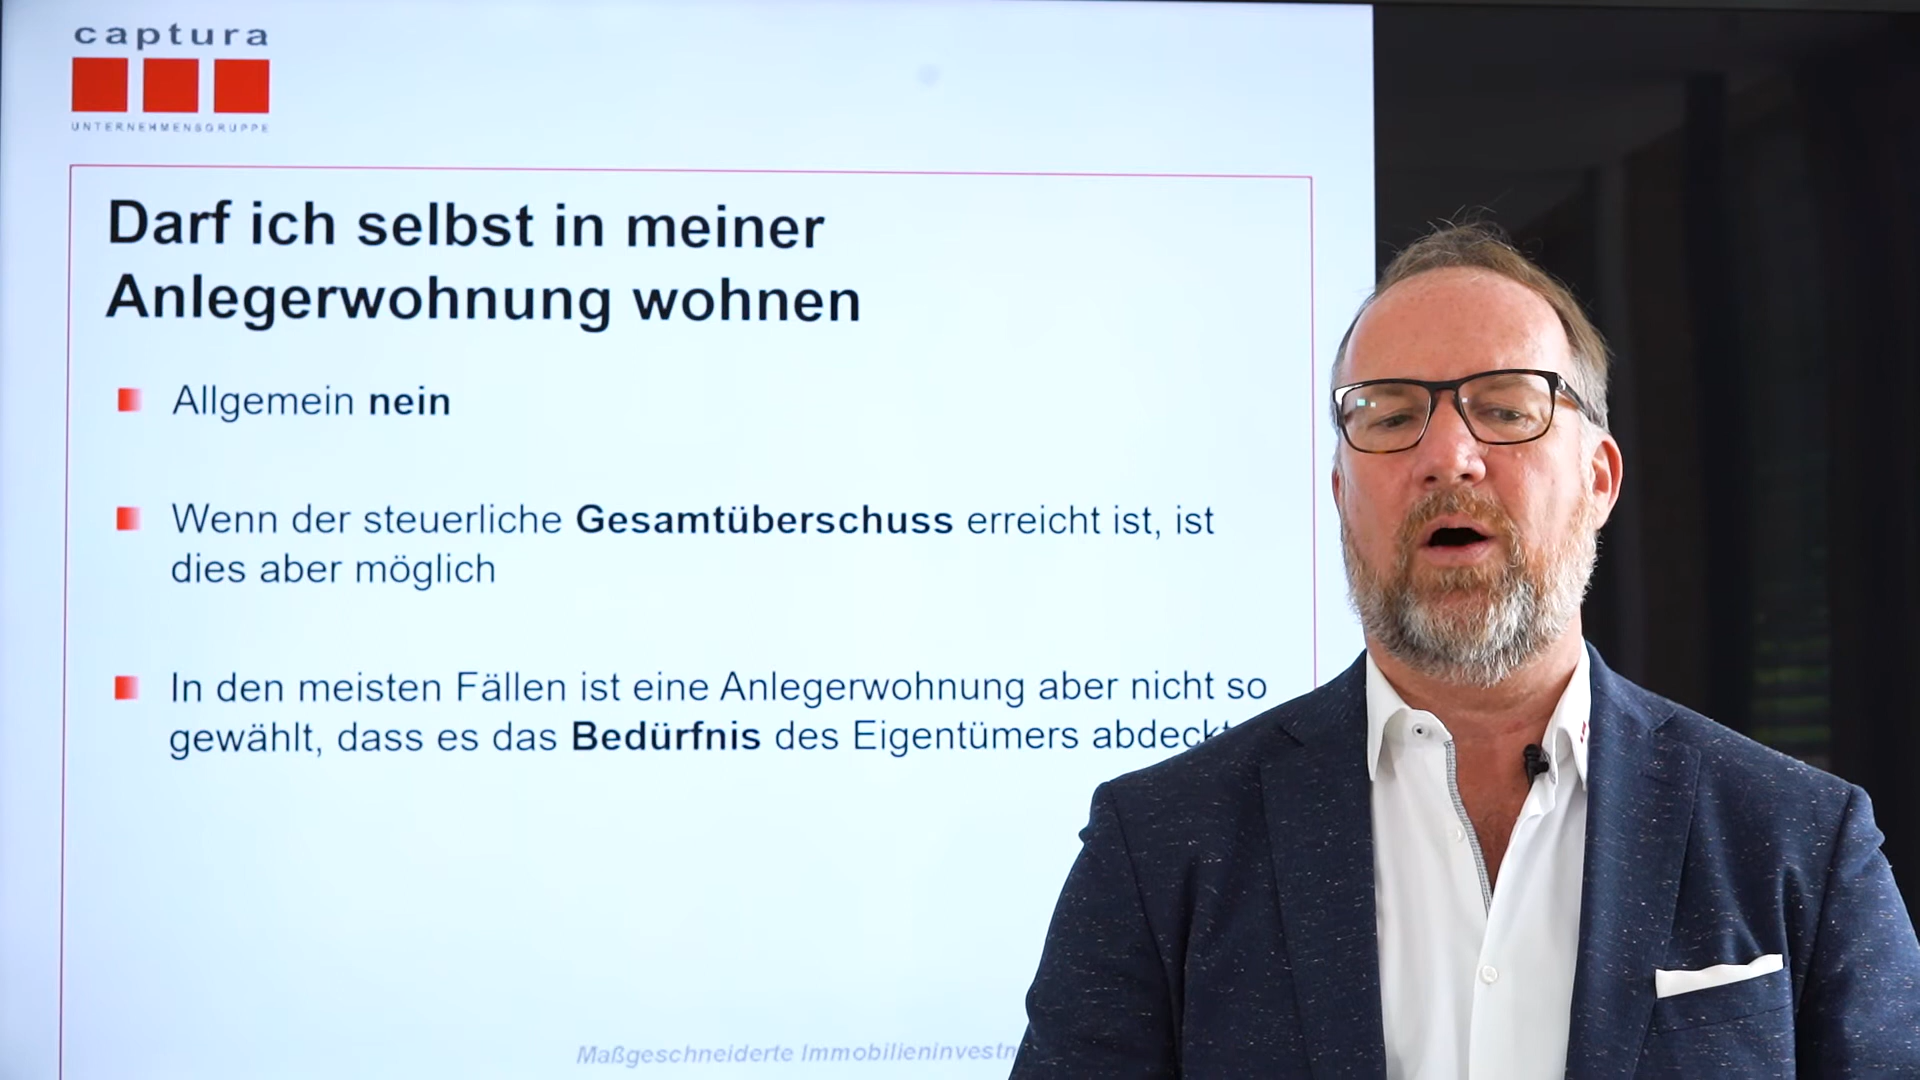 captura
UNTERNEHMENSGRUPPE
Darf ich selbst in meiner
Anlegerwohnung wohnen
Allgemein nein
Wenn der steuerliche Gesamtüberschuss erreicht ist, ist
dies aber möglich
In den meisten Fällen ist eine Anlegerwohnung aber nicht so
gewählt, dass es das Bedürfnis des Eigentümers abdeckt
Maßgeschneiderte